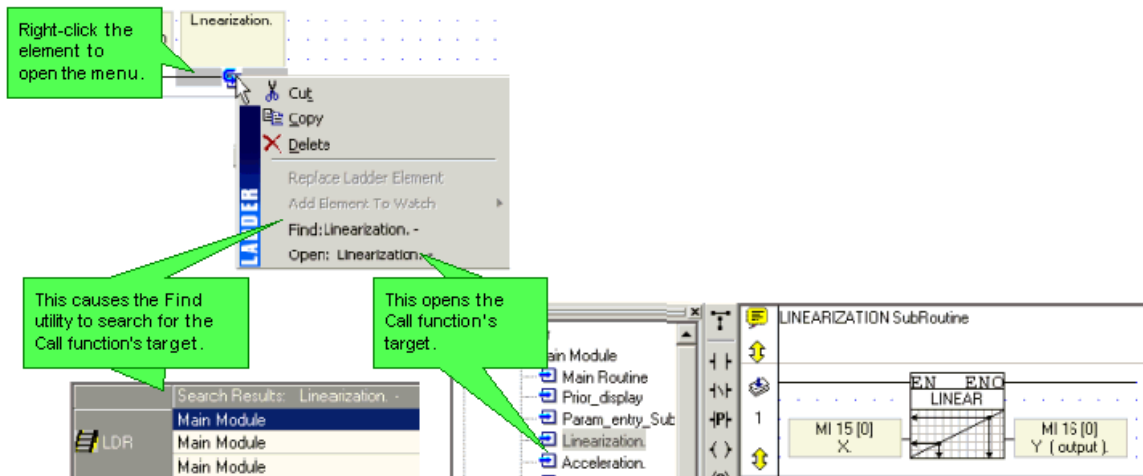 Right-click the
element to
open the menu.
Linearization.
Cut
Copy
Delete
Replace Ladder Element
Add Element To Watch
Find:Linearization. -
Open: Linearization. -
LADDER
This causes the Find
utility to search for the
Call function's target.
This opens the
Call function's
target.
Search Results: Linearization. -
LDR
Main Module
Main Module
Main Module
ain Module
Main Routine
Prior_display
Param_entry_Sub
Linearization.
Acceleration.
LINEARIZATION SubRoutine
1
EN ENO
LINEAR
MI 15 [0]
X.
MI 16 [0]
Y ( output ).